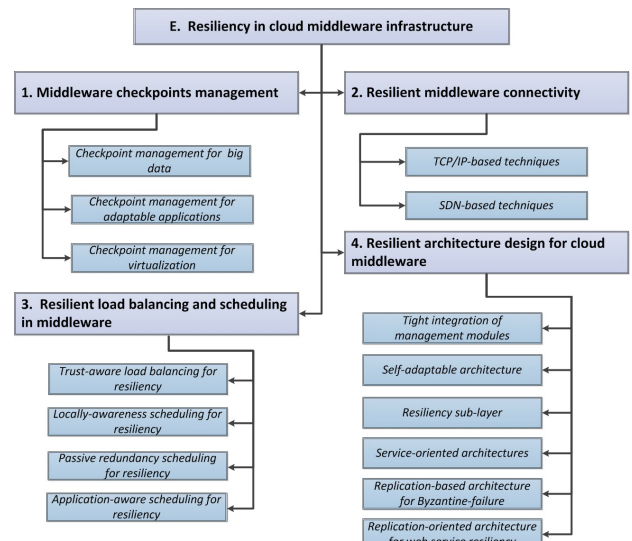 E. Resiliency in cloud middleware infrastructure
1. Middleware checkpoints management
Checkpoint management for big
data
Checkpoint management for
adaptable applications
Checkpoint management for
virtualization
2. Resilient middleware connectivity
TCP/IP-based techniques
SDN-based techniques
3. Resilient load balancing and scheduling
in middleware
Trust-aware load balancing for
resiliency
Locally-awareness scheduling for
resiliency
Passive redundancy scheduling
for resiliency
Application-aware scheduling for
resiliency
4. Resilient architecture design for cloud
middleware
Tight integration of
management modules
Self-adaptable architecture
Resiliency sub-layer
Service-oriented architectures
Replication-based architecture
for Byzantine-failure
Replication-oriented architecture
for web service resiliency